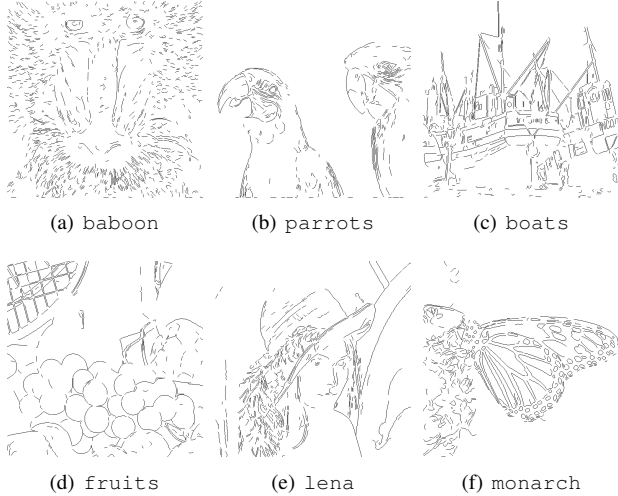 (a) baboon
(b) parrots
(c) boats
(d) fruits
(e) lena
(f) monarch